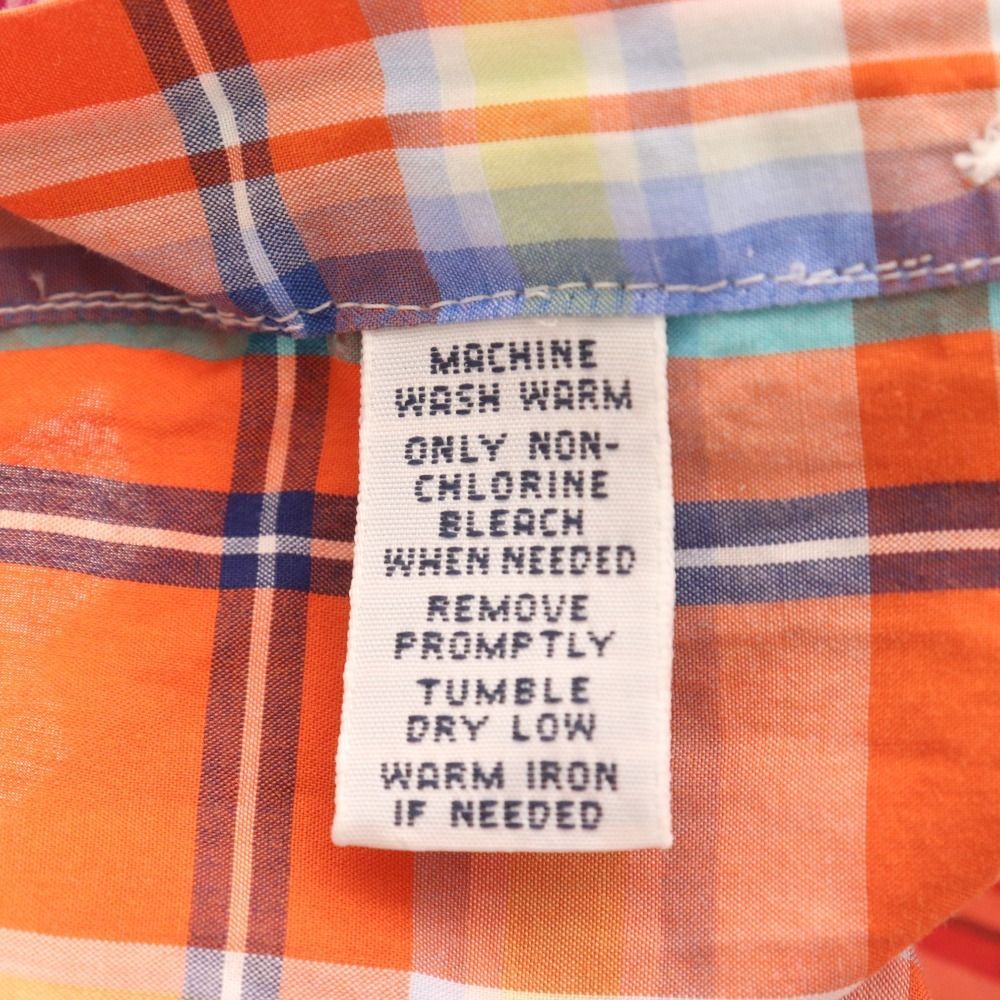 MACHINE
WASH WARM
ONLY NON-
CHLORINE
BLEACH
WHEN NEEDED
REMOVE
PROMPTLY
TUMBLE
DRY LOW
WARM IRON
IF NEEDED